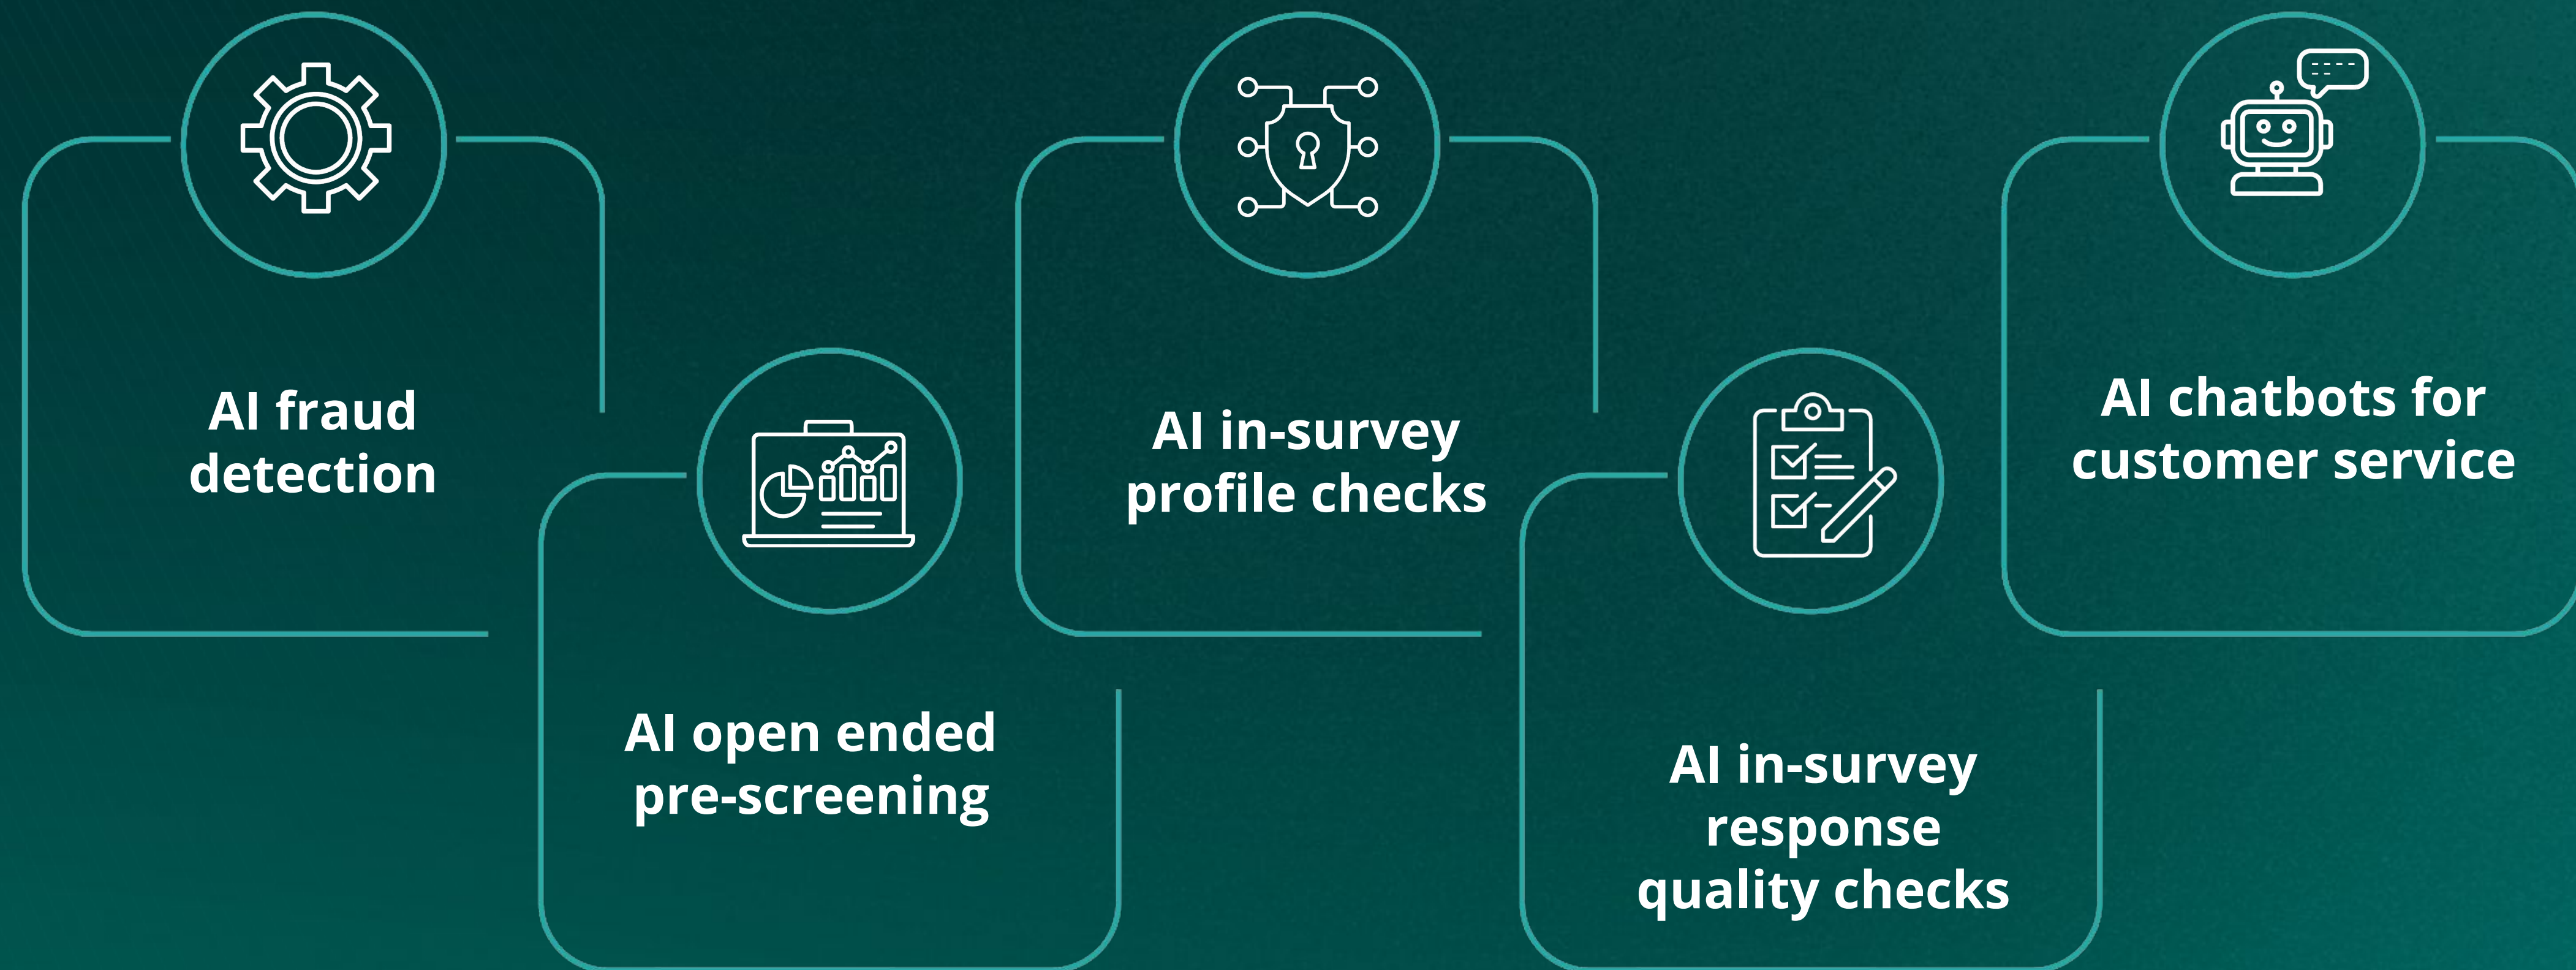 AI fraud
detection
AI open ended
pre-screening
AI in-survey
profile checks
AI in-survey
response
quality checks
AI chatbots for
customer service